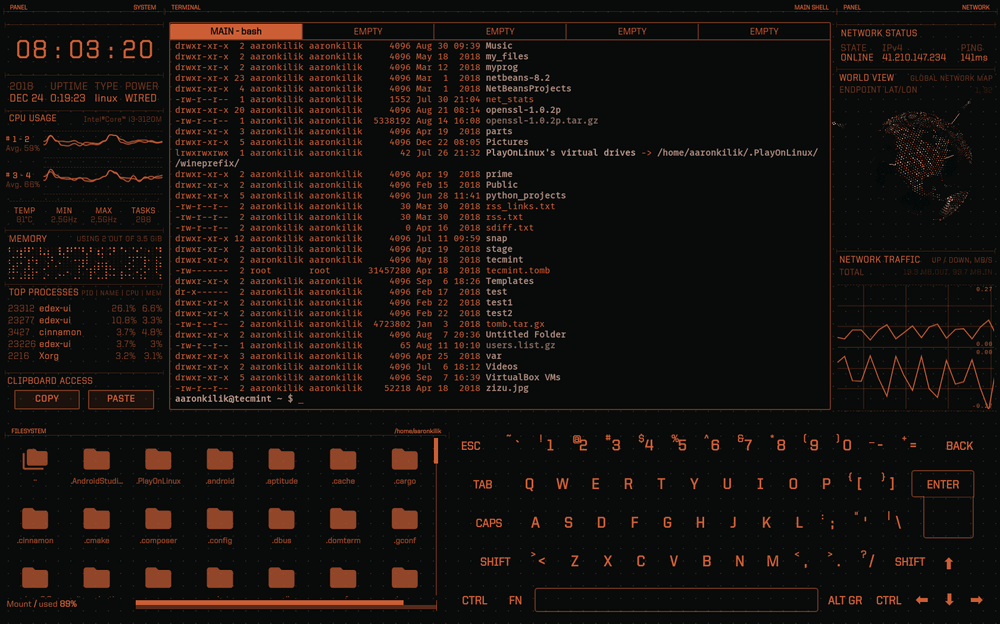 PANEL SYSTEM
TERMINAL MAIN SHELL
PANEL NETWORK
08:03:20
2018 UPTIME TYPE POWER
DEC 24 0:19:23 linux WIRED
CPU USAGE Intel®Core™ i3-3120M
# 1 - 2
Avg. 59%
# 3 - 4
Avg. 66%
TEMP MIN MAX TASKS
81°C 2.5GHz 2.5GHz 288
MEMORY USING 2 OUT OF 3.5 GIB
TOP PROCESSES PID | NAME | CPU | MEM
23312 edex-ui 26.1% 6.6%
23277 edex-ui 10.8% 3.3%
3427 cinnamon 3.7% 4.8%
23226 edex-ui 3.7% 3%
2216 Xorg 3.2% 3.1%
CLIPBOARD ACCESS
COPY PASTE
MAIN - bash EMPTY EMPTY EMPTY EMPTY
drwxr-xr-x 2 aaronkilik aaronkilik 4096 Aug 30 09:39 Music
drwxr-xr-x 2 aaronkilik aaronkilik 4096 May 18 2018 my_files
drwxr-xr-x 2 aaronkilik aaronkilik 4096 Mar 12 2018 myprog
drwxr-xr-x 23 aaronkilik aaronkilik 4096 Mar 1 2018 netbeans-8.2
drwxr-xr-x 4 aaronkilik aaronkilik 4096 Mar 1 2018 NetBeansProjects
-rw-r--r-- 1 aaronkilik aaronkilik 1552 Jul 30 21:04 net_stats
drwxr-xr-x 20 aaronkilik aaronkilik 4096 Aug 21 08:14 openssl-1.0.2p
-rw-r--r-- 1 aaronkilik aaronkilik 5338192 Aug 14 16:08 openssl-1.0.2p.tar.gz
drwxr-xr-x 3 aaronkilik aaronkilik 4096 Apr 19 2018 parts
drwxr-xr-x 5 aaronkilik aaronkilik 4096 Dec 22 08:05 Pictures
lrwxrwxrwx 1 aaronkilik aaronkilik 42 Jul 26 21:32 PlayOnLinux's virtual drives -> /home/aaronkilik/.PlayOnLinux/
/wineprefix/
drwxr-xr-x 2 aaronkilik aaronkilik 4096 Apr 19 2018 prime
drwxr-xr-x 2 aaronkilik aaronkilik 4096 Feb 15 2018 Public
drwxr-xr-x 5 aaronkilik aaronkilik 4096 Jun 28 11:41 python_projects
-rw-r--r-- 2 aaronkilik aaronkilik 30 Mar 30 2018 rss_links.txt
-rw-r--r-- 2 aaronkilik aaronkilik 30 Mar 30 2018 rss.txt
-rw-r--r-- 2 aaronkilik aaronkilik 0 Apr 16 2018 sdiff.txt
drwxr-xr-x 12 aaronkilik aaronkilik 4096 Jul 11 09:59 snap
drwxr-xr-x 2 aaronkilik aaronkilik 4096 Apr 19 2018 stage
drwxr-xr-x 2 aaronkilik aaronkilik 4096 May 18 2018 tecmint
-rw------- 2 root root 31457280 Apr 18 2018 tecmint.tomb
drwxr-xr-x 2 aaronkilik aaronkilik 4096 Sep 6 18:26 Templates
dr-x------ 2 aaronkilik aaronkilik 4096 Feb 17 2018 test
drwxr-xr-x 2 aaronkilik aaronkilik 4096 Feb 22 2018 test1
drwxr-xr-x 2 aaronkilik aaronkilik 4096 Feb 22 2018 test2
-rw-r--r-- 2 aaronkilik aaronkilik 472382 Jan 3 2018 tomb.tar.gx
drwxr-xr-x 2 aaronkilik aaronkilik 4096 Aug 7 20:36 Untitled Folder
-rw-r--r-- 1 aaronkilik aaronkilik 65 Aug 11 10:10 users.list.gz
drwxr-xr-x 3 aaronkilik aaronkilik 4096 Apr 25 2018 var
drwxr-xr-x 2 aaronkilik aaronkilik 4096 Jul 6 18:12 Videos
drwxr-xr-x 5 aaronkilik aaronkilik 4096 Sep 7 16:39 VirtualBox VMs
-rw-r--r-- 2 aaronkilik aaronkilik 52218 Apr 18 2018 zizu.jpg
aaronkilik@tecmint ~ $ _
NETWORK STATUS
STATE IPv4 PING
ONLINE 41.210.147.234 141ms
WORLD VIEW GLOBAL NETWORK MAP
ENDPOINT LAT/LON
NETWORK TRAFFIC UP / DOWN, MB/S
TOTAL
0.27
0.00
0.00
FILESYSTEM /home/aaronkilik
.. .AndroidStudi... .PlayOnLinux .android .aptitude .cache .cargo
.cinnamon .cmake .composer .config .dbus .domterm .gconf
Mount / used 89%
ESC ~ ` ! 1 @ 2 # 3 $ 4 % 5 ^ 6 & 7 * 8 ( 9 ) 0 _ - + = BACK
TAB Q W E R T Y U I O P { [ } ] ENTER
CAPS A S D F G H J K L : ; " ' | \
SHIFT > < Z X C V B N M < , > . ? / SHIFT ⬆
CTRL FN ALT GR CTRL ⬅ ⬇ ➡